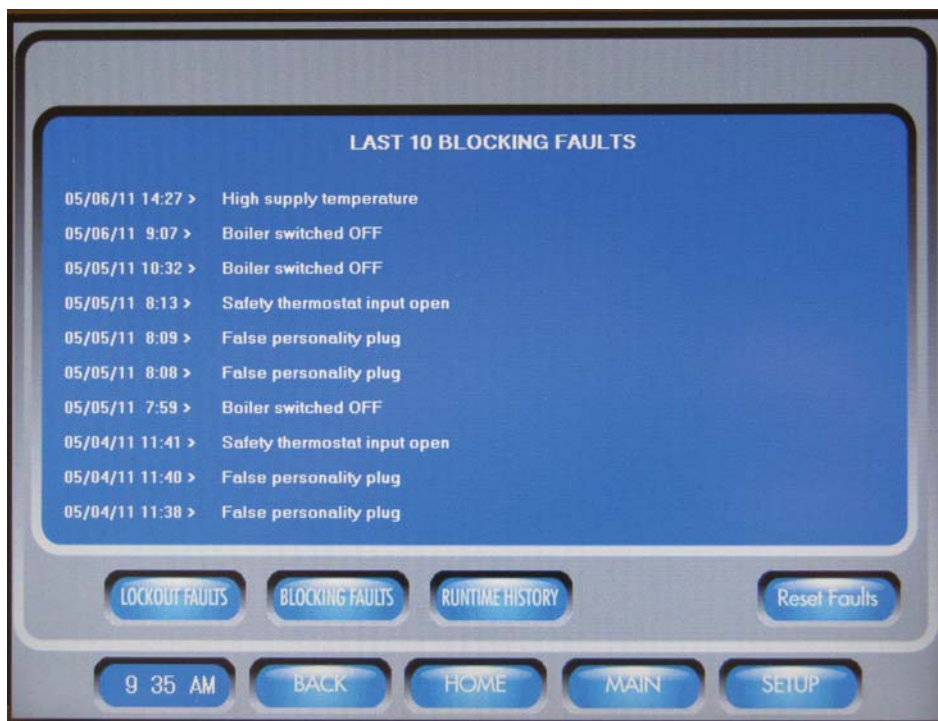 LAST 10 BLOCKING FAULTS
05/06/11 14:27 > High supply temperature
05/06/11 9:07 > Boiler switched OFF
05/05/11 10:32 > Boiler switched OFF
05/05/11 8:13 > Safety thermostat input open
05/05/11 8:09 > False personality plug
05/05/11 8:08 > False personality plug
05/05/11 7:59 > Boiler switched OFF
05/04/11 11:41 > Safety thermostat input open
05/04/11 11:40 > False personality plug
05/04/11 11:38 > False personality plug
LOCKOUT FAULTS BLOCKING FAULTS RUNTIME HISTORY Reset Faults
9 35 AM BACK HOME MAIN SETUP